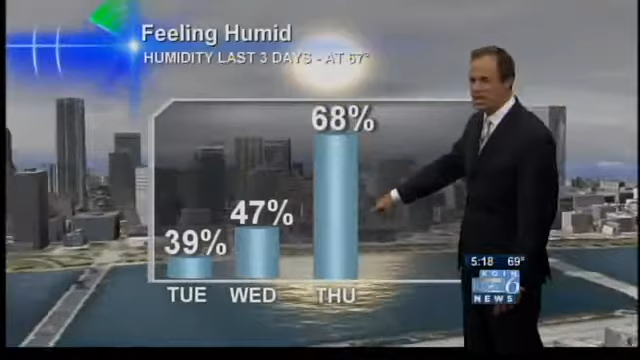 Feeling Humid
HUMIDITY LAST 3 DAYS - AT 67°
68%
47%
39%
TUE WED THU
5:18 69°
KOIN
6
NEWS